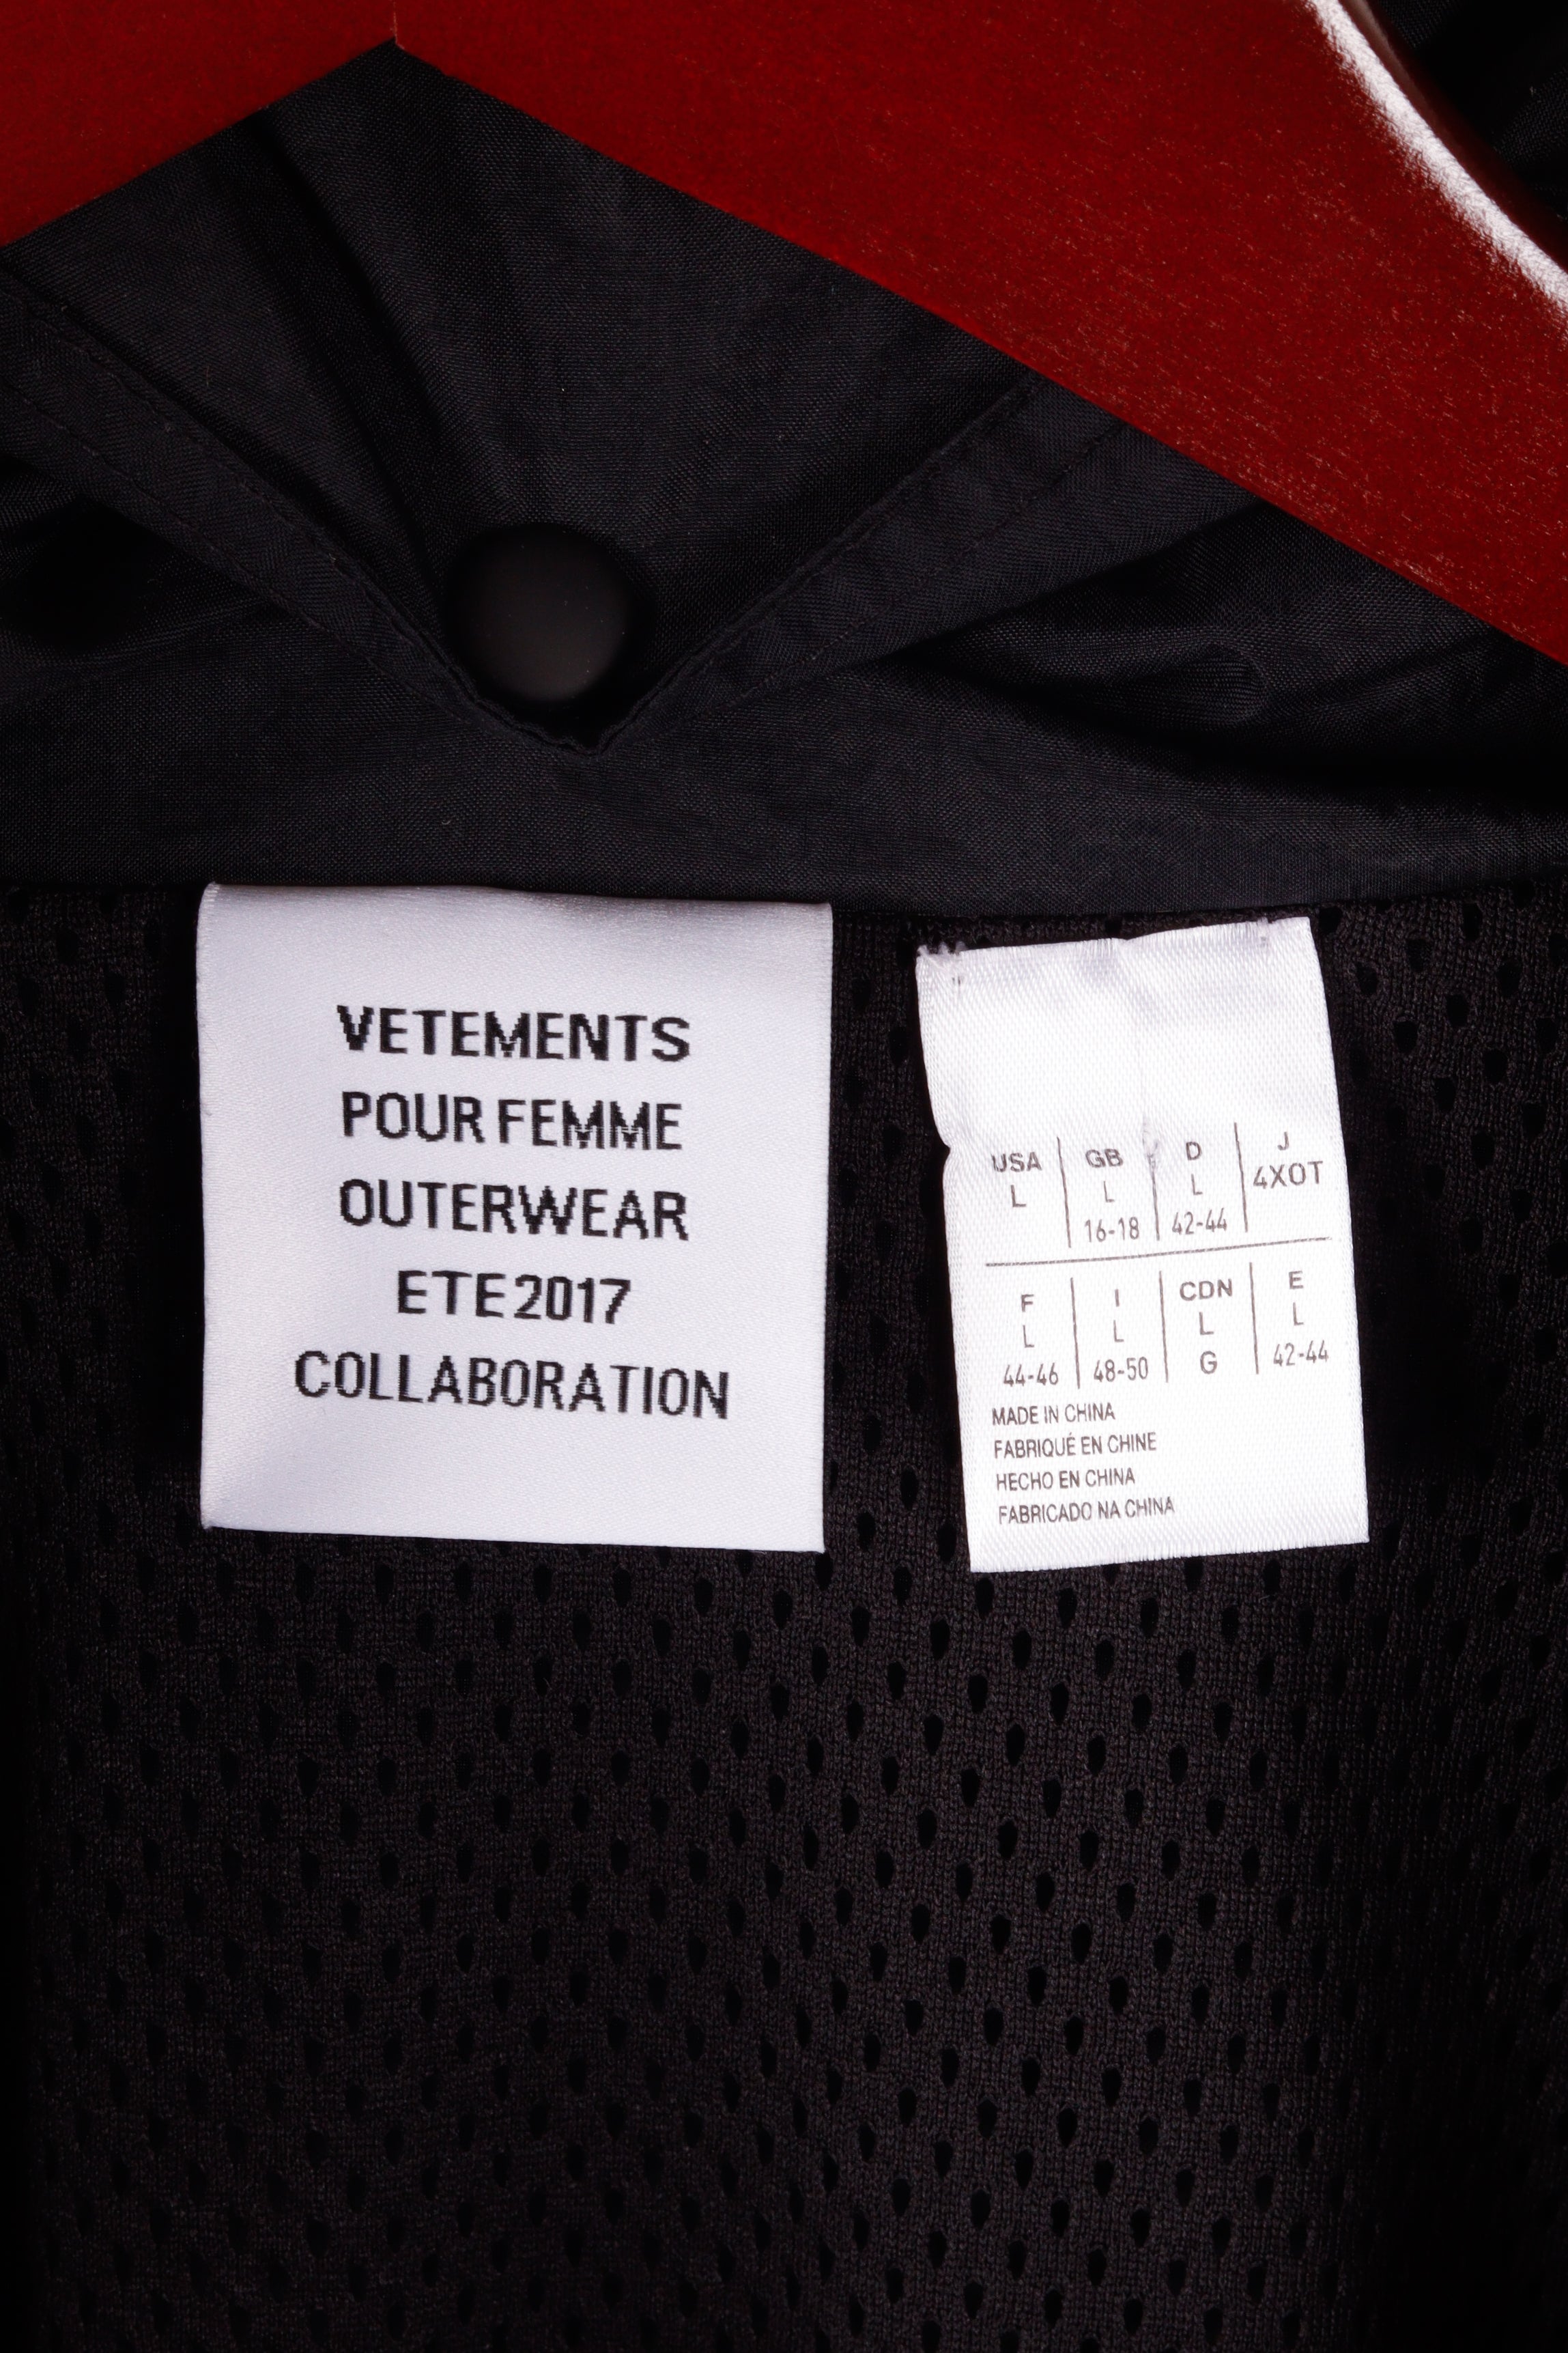 VETEMENTS
POUR FEMME
OUTERWEAR
ETE 2017
COLLABORATION
USA GB D J
L L L 4XOT
16-18 42-44
F I CDN E
L L L L
44-46 48-50 G 42-44
MADE IN CHINA
FABRIQUÉ EN CHINE
HECHO EN CHINA
FABRICADO NA CHINA